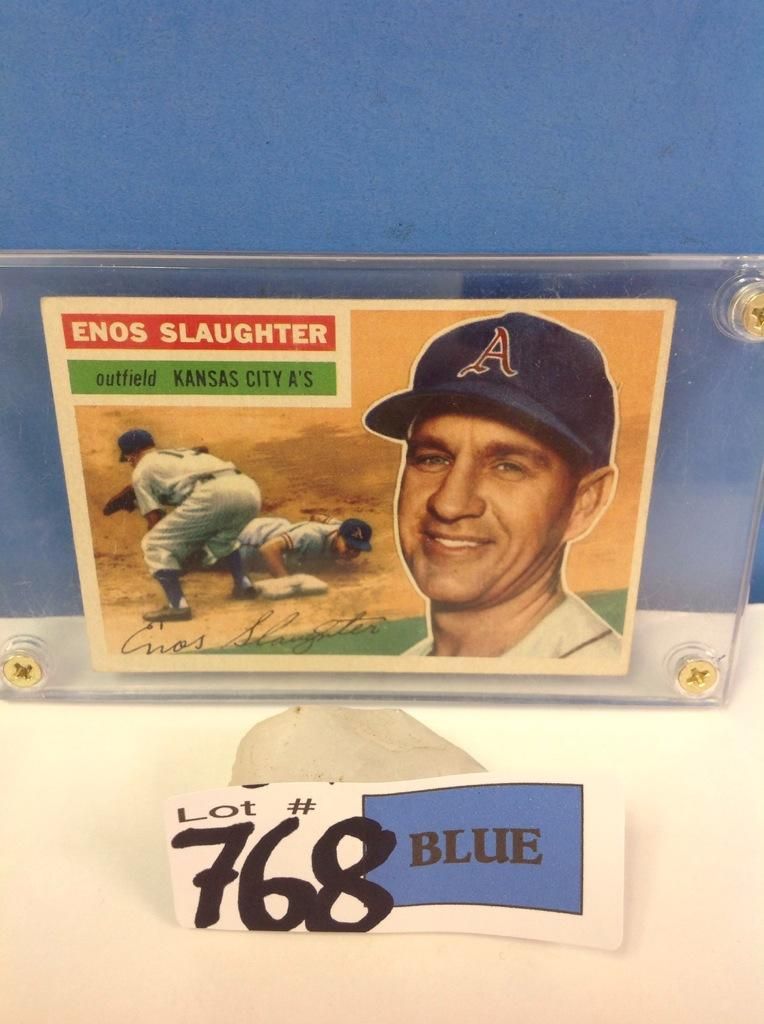 ENOS SLAUGHTER
outfield KANSAS CITY A'S
A
A
Enos Slaughter
Lot #
768
BLUE